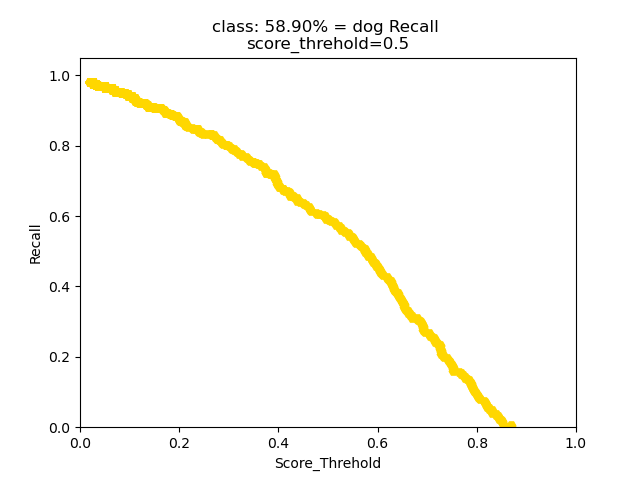 class: 58.90% = dog Recall
score_threhold=0.5
1.0
0.8
0.6
0.4
0.2
0.0
Recall
0.0 0.2 0.4 0.6 0.8 1.0
Score_Threhold